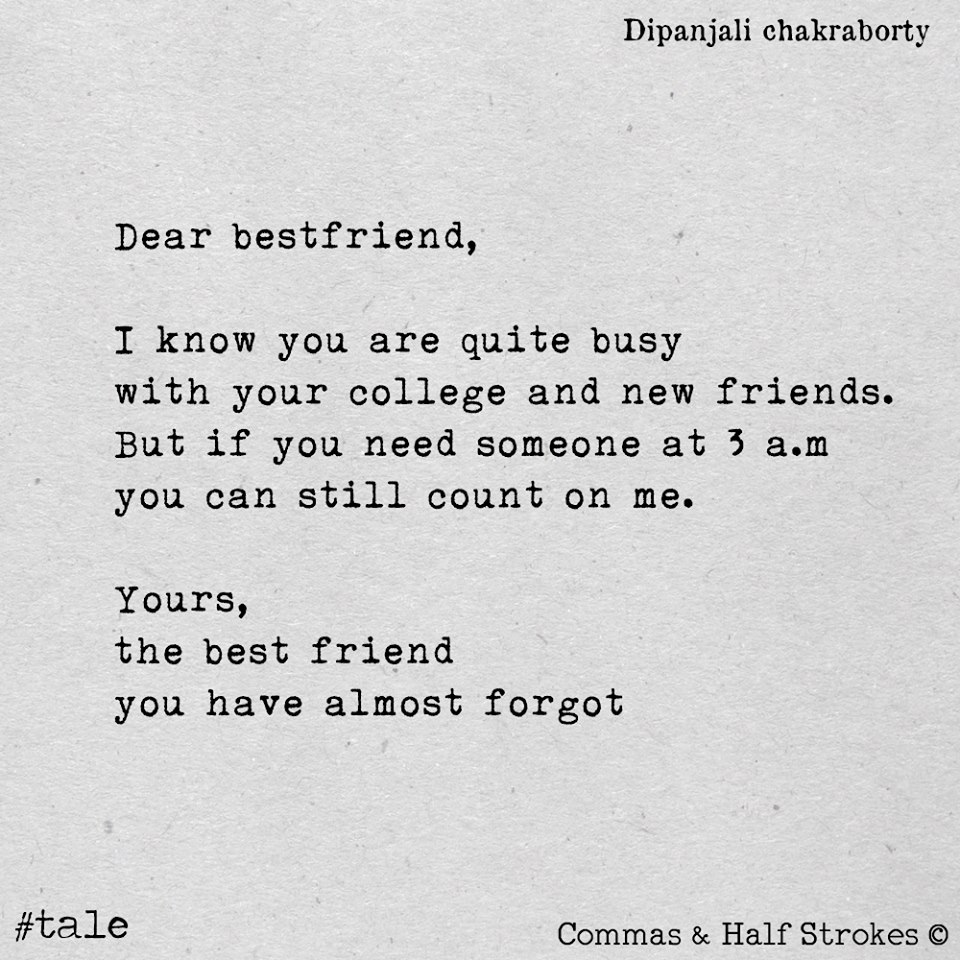 Dipanjali chakraborty
Dear bestfriend,
I know you are quite busy
with your college and new friends.
But if you need someone at 3 a.m
you can still count on me.
Yours,
the best friend
you have almost forgot
#tale
Commas & Half Strokes ©